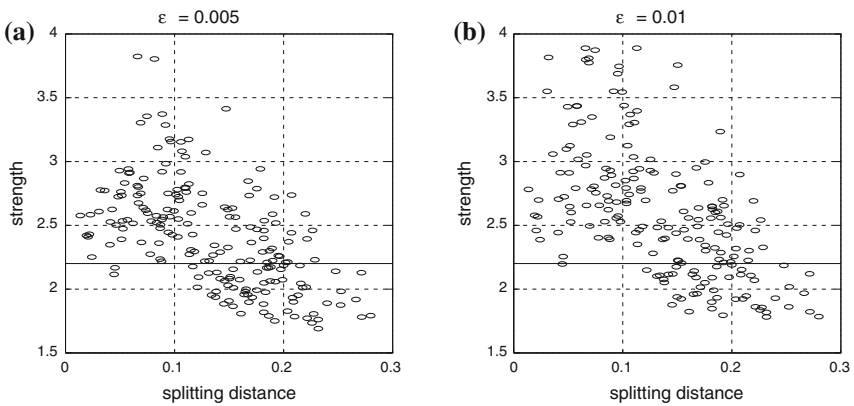 (a)
ε = 0.005
4
3.5
3
2.5
2
1.5
strength
0
0.1
0.2
0.3
splitting distance
(b)
ε = 0.01
4
3.5
3
2.5
2
1.5
strength
0
0.1
0.2
0.3
splitting distance